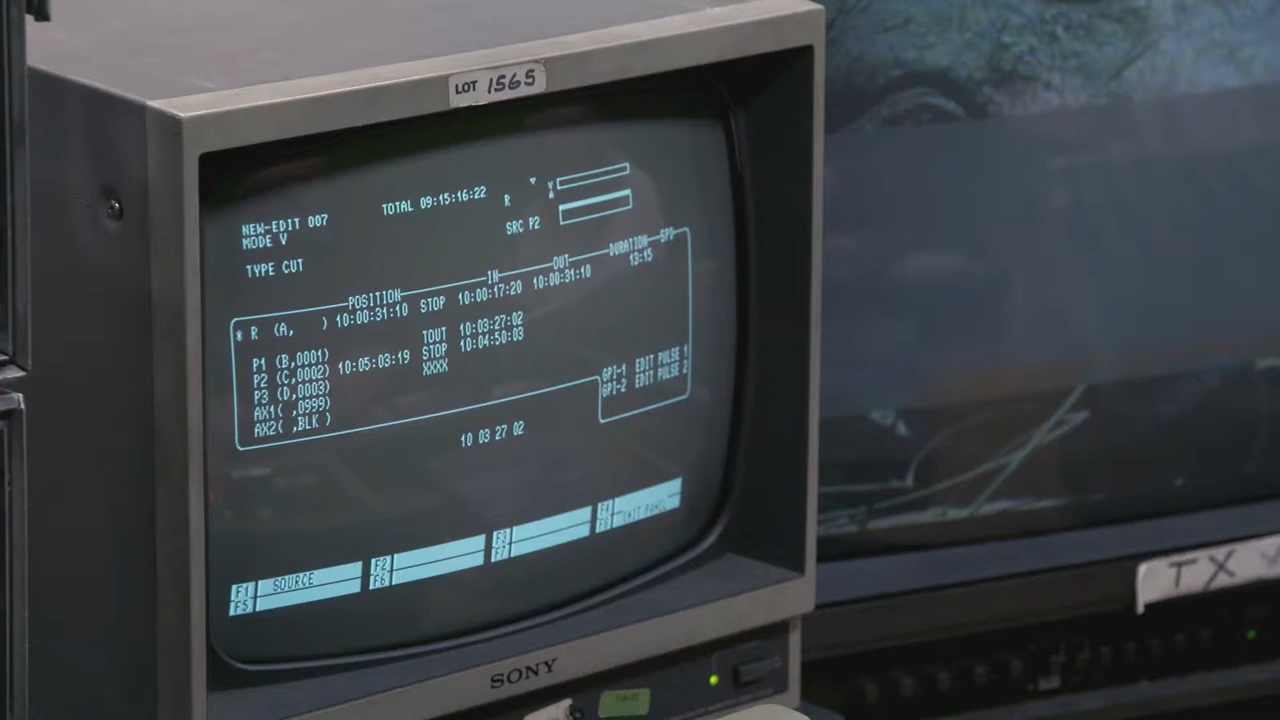 LOT 1565
NEW-EDIT 007
MODE V
TOTAL 09:15:16:22
R
SRC P2
TYPE CUT
POSITION IN OUT DURATION SPD
* R (A, ) 10:00:31:10 STOP 10:00:17:20 10:00:31:10 13:15
P1 (B,0001) TOUT 10:03:27:02
P2 (C,0002) 10:05:03:19 STOP 10:04:50:03
P3 (D,0003) XXXX
AX1( ,0999)
AX2( ,BLK )
GPI-1 EDIT PULSE 1
GPI-2 EDIT PULSE 2
10 03 27 02
F1 SOURCE F2 F3 F4
F5 F6 F7 F8 EDIT PANEL
SONY
TX